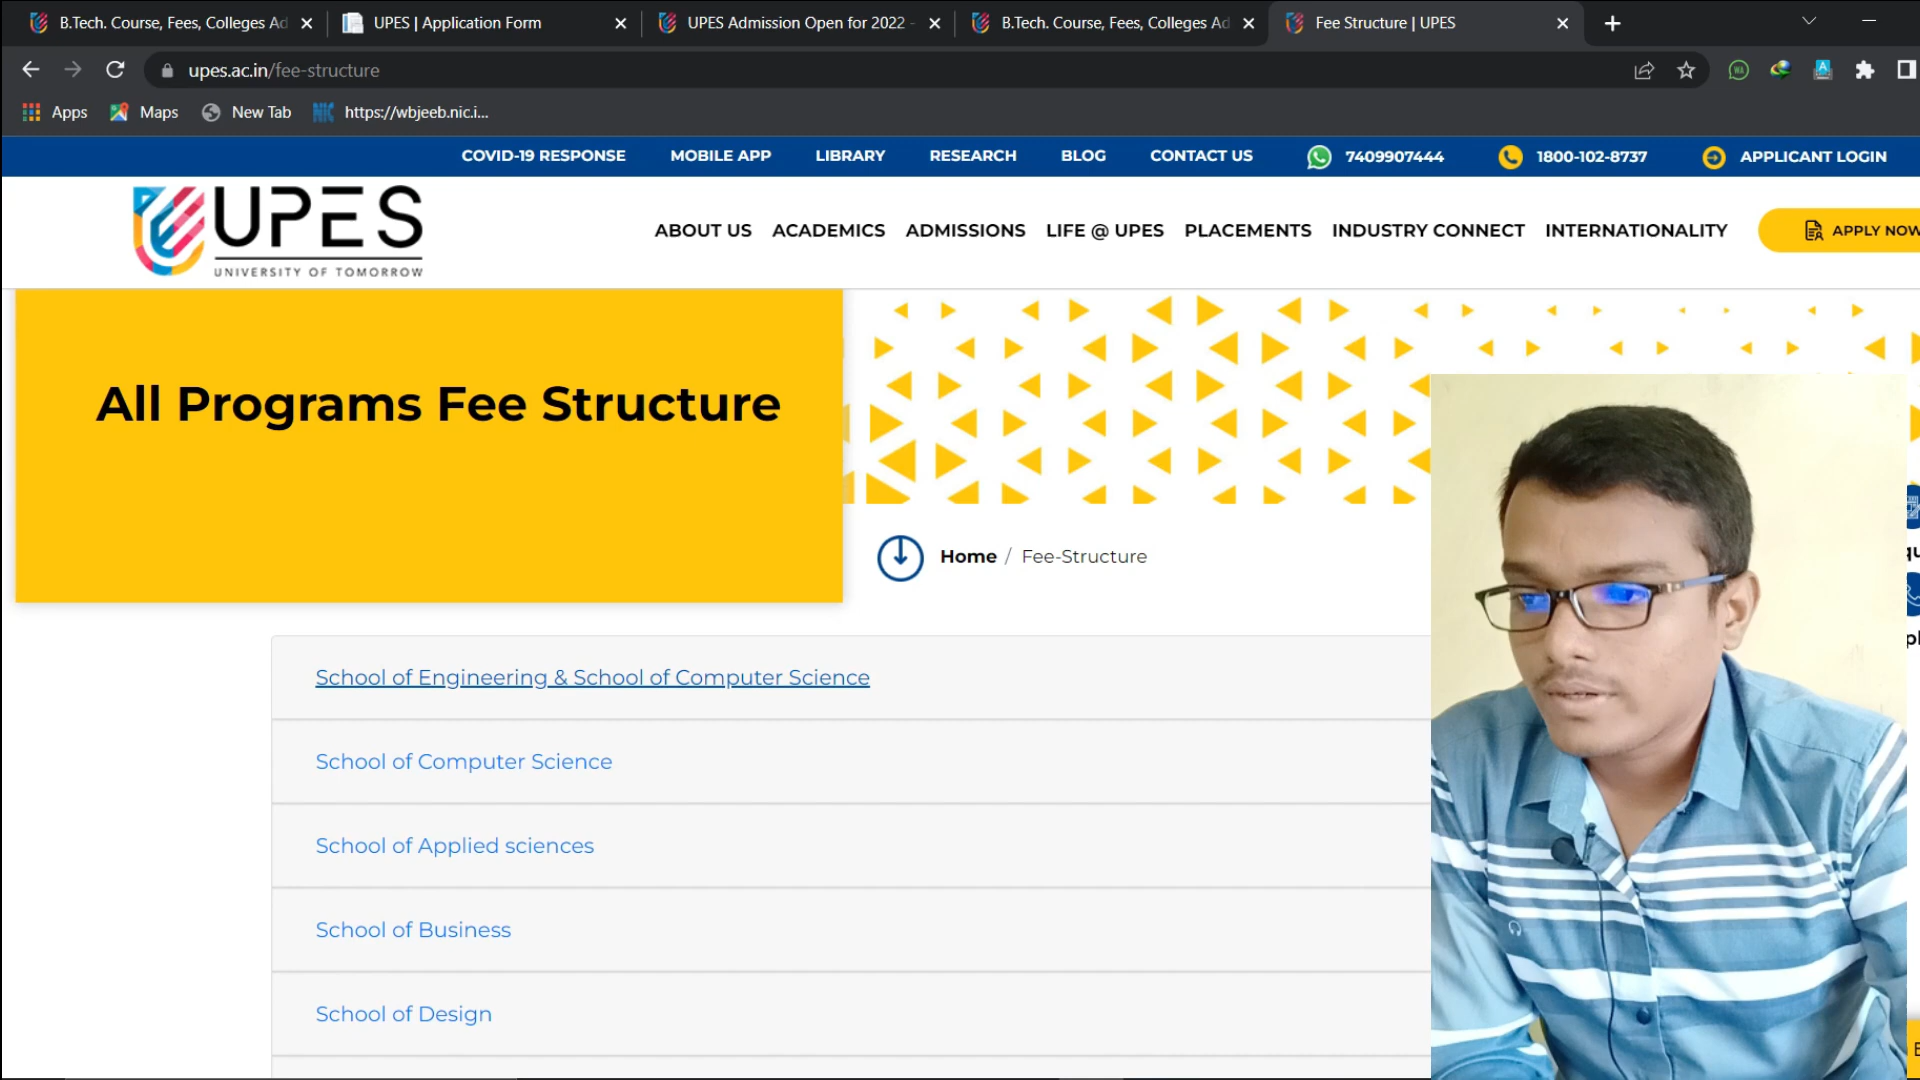 B.Tech. Course, Fees, Colleges Ad
UPES | Application Form
UPES Admission Open for 2022 -
B.Tech. Course, Fees, Colleges Ad
Fee Structure | UPES
upes.ac.in/fee-structure
Apps
Maps
New Tab
https://wbjeeb.nic.i...
COVID-19 RESPONSE
MOBILE APP
LIBRARY
RESEARCH
BLOG
CONTACT US
7409907444
1800-102-8737
APPLICANT LOGIN
UPES
UNIVERSITY OF TOMORROW
ABOUT US
ACADEMICS
ADMISSIONS
LIFE @ UPES
PLACEMENTS
INDUSTRY CONNECT
INTERNATIONALITY
APPLY NOW
All Programs Fee Structure
Home / Fee-Structure
School of Engineering & School of Computer Science
School of Computer Science
School of Applied sciences
School of Business
School of Design